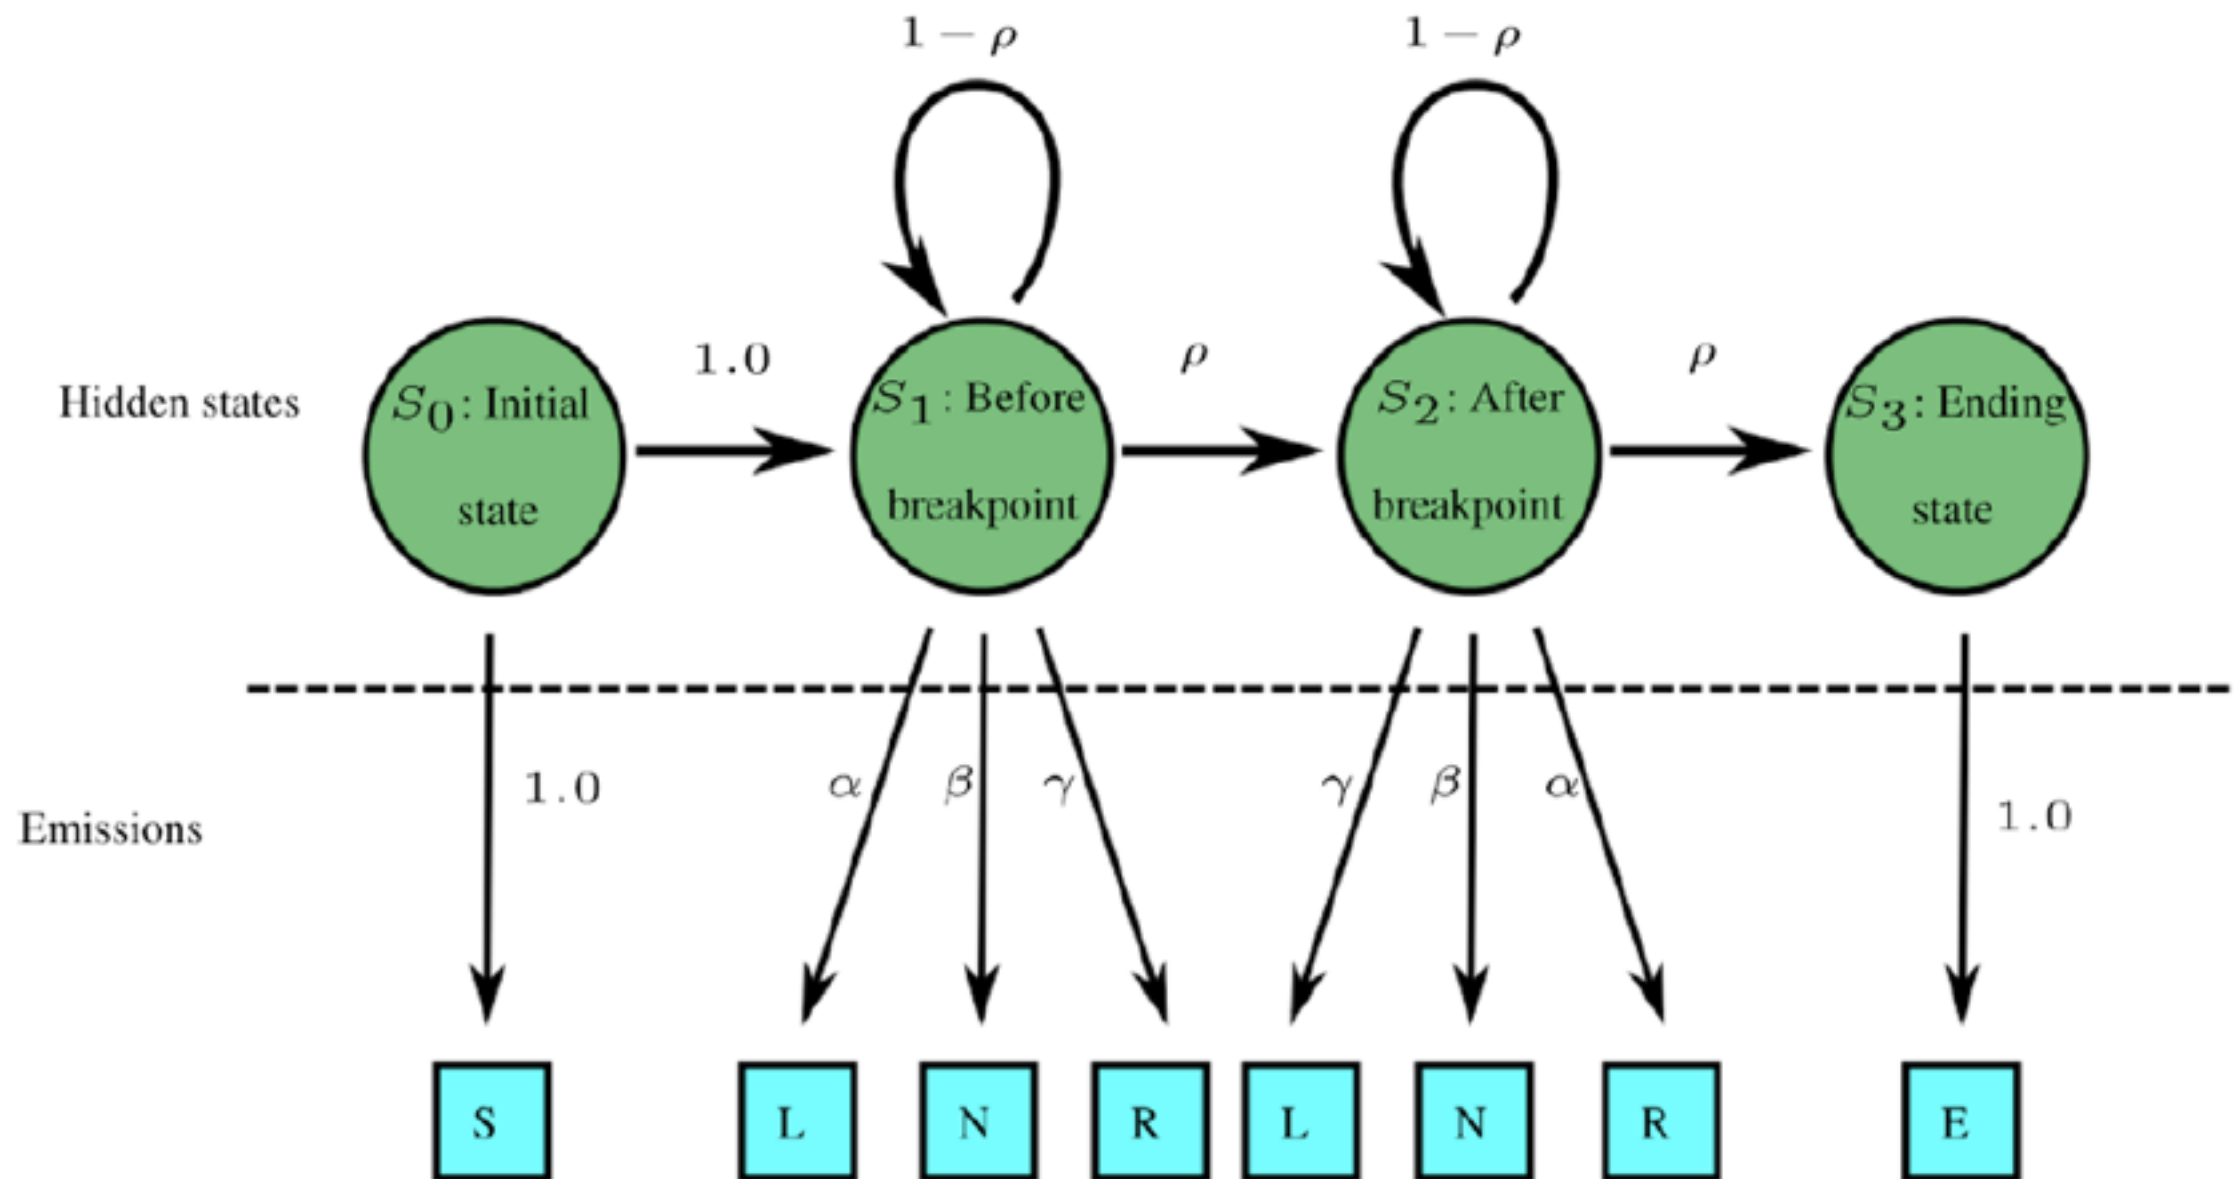 1 − ρ
1 − ρ
1.0
ρ
ρ
Hidden states
S₀: Initial
state
S₁: Before
breakpoint
S₂: After
breakpoint
S₃: Ending
state
Emissions
1.0
α
β
γ
γ
β
α
1.0
S
L
N
R
L
N
R
E